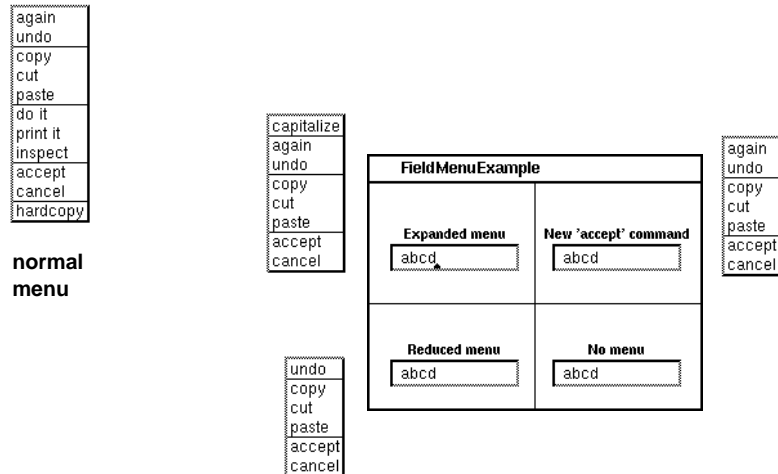 again
undo
copy
cut
paste
do it
print it
inspect
accept
cancel
hardcopy
normal
menu
capitalize
again
undo
copy
cut
paste
accept
cancel
FieldMenuExample
Expanded menu
abcd
New 'accept' command
abcd
Reduced menu
abcd
No menu
abcd
again
undo
copy
cut
paste
accept
cancel
undo
copy
cut
paste
accept
cancel